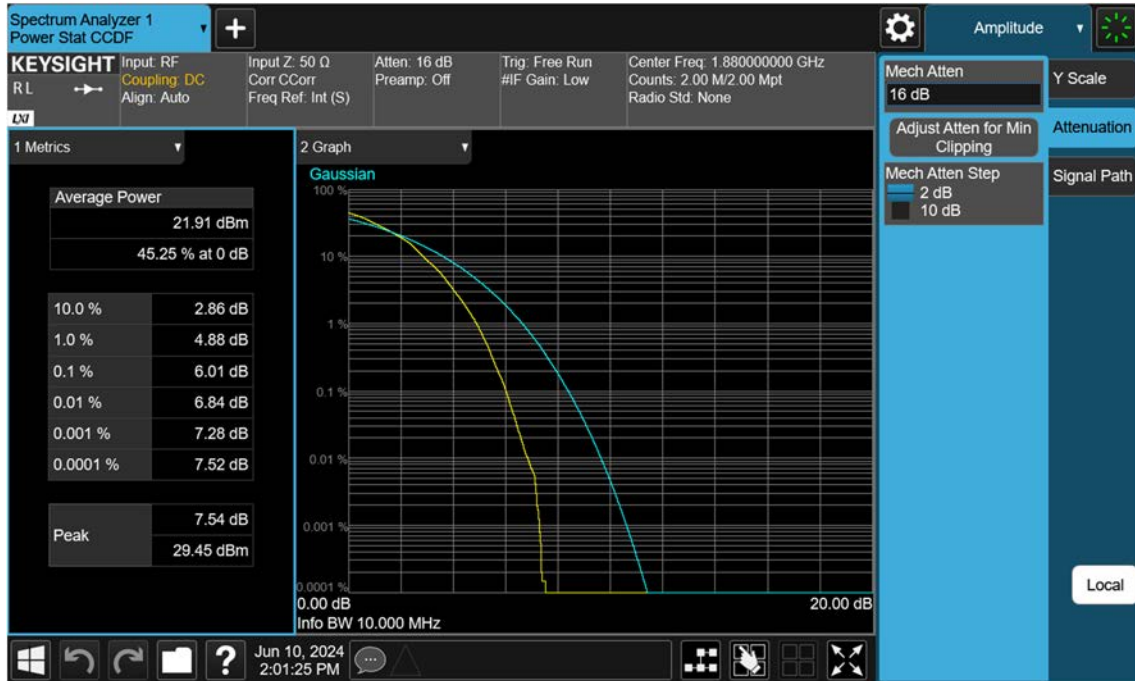 Spectrum Analyzer 1
Power Stat CCDF
Amplitude
KEYSIGHT
R L
LXI
Input: RF
Coupling: DC
Align: Auto
Input Z: 50 Ω
Corr CCorr
Freq Ref: Int (S)
Atten: 16 dB
Preamp: Off
Trig: Free Run
#IF Gain: Low
Center Freq: 1.880000000 GHz
Counts: 2.00 M/2.00 Mpt
Radio Std: None
Mech Atten
16 dB
Adjust Atten for Min
Clipping
Mech Atten Step
2 dB
10 dB
Y Scale
Attenuation
Signal Path
1 Metrics
Average Power
21.91 dBm
45.25 % at 0 dB
10.0 % 2.86 dB
1.0 % 4.88 dB
0.1 % 6.01 dB
0.01 % 6.84 dB
0.001 % 7.28 dB
0.0001 % 7.52 dB
Peak
7.54 dB
29.45 dBm
2 Graph
Gaussian
100 %
10 %
1 %
0.1 %
0.01 %
0.001 %
0.0001 %
0.00 dB 20.00 dB
Info BW 10.000 MHz
Local
?
Jun 10, 2024
2:01:25 PM